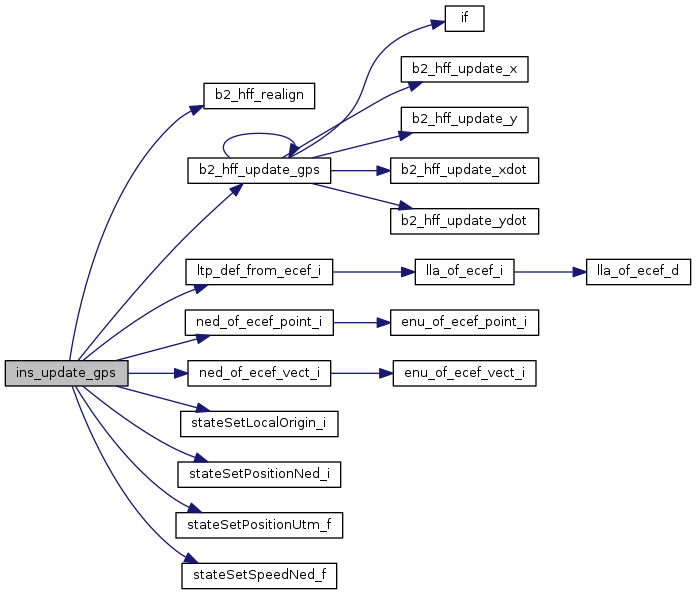 if
b2_hff_update_x
b2_hff_realign
b2_hff_update_y
b2_hff_update_gps
b2_hff_update_xdot
b2_hff_update_ydot
ltp_def_from_ecef_i
lla_of_ecef_i
lla_of_ecef_d
ned_of_ecef_point_i
enu_of_ecef_point_i
ins_update_gps
ned_of_ecef_vect_i
enu_of_ecef_vect_i
stateSetLocalOrigin_i
stateSetPositionNed_i
stateSetPositionUtm_f
stateSetSpeedNed_f